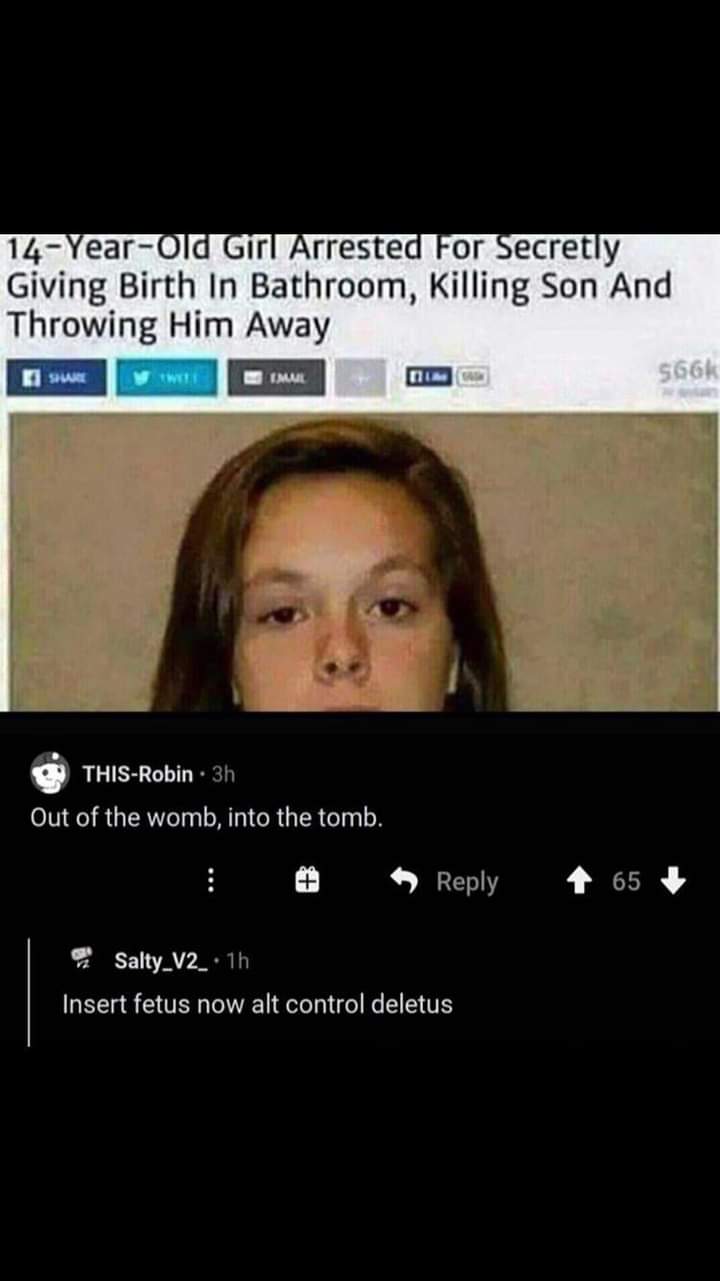 14-Year-Old Girl Arrested For Secretly
Giving Birth In Bathroom, Killing Son And
Throwing Him Away
SHARE TWEET EMAIL + Like 566k 566k
THIS-Robin · 3h
Out of the womb, into the tomb.
Reply 65
Salty_V2_ · 1h
Insert fetus now alt control deletus